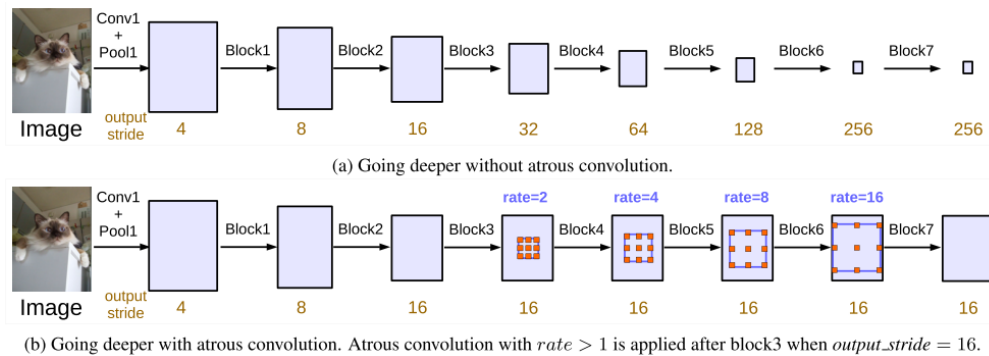 Conv1
+
Pool1
Block1
Block2
Block3
Block4
Block5
Block6
Block7
Image
output
stride
4
8
16
32
64
128
256
256
(a) Going deeper without atrous convolution.
rate=2
rate=4
rate=8
rate=16
Conv1
+
Pool1
Block1
Block2
Block3
Block4
Block5
Block6
Block7
Image
output
stride
4
8
16
16
16
16
16
16
(b) Going deeper with atrous convolution. Atrous convolution with rate > 1 is applied after block3 when output_stride = 16.